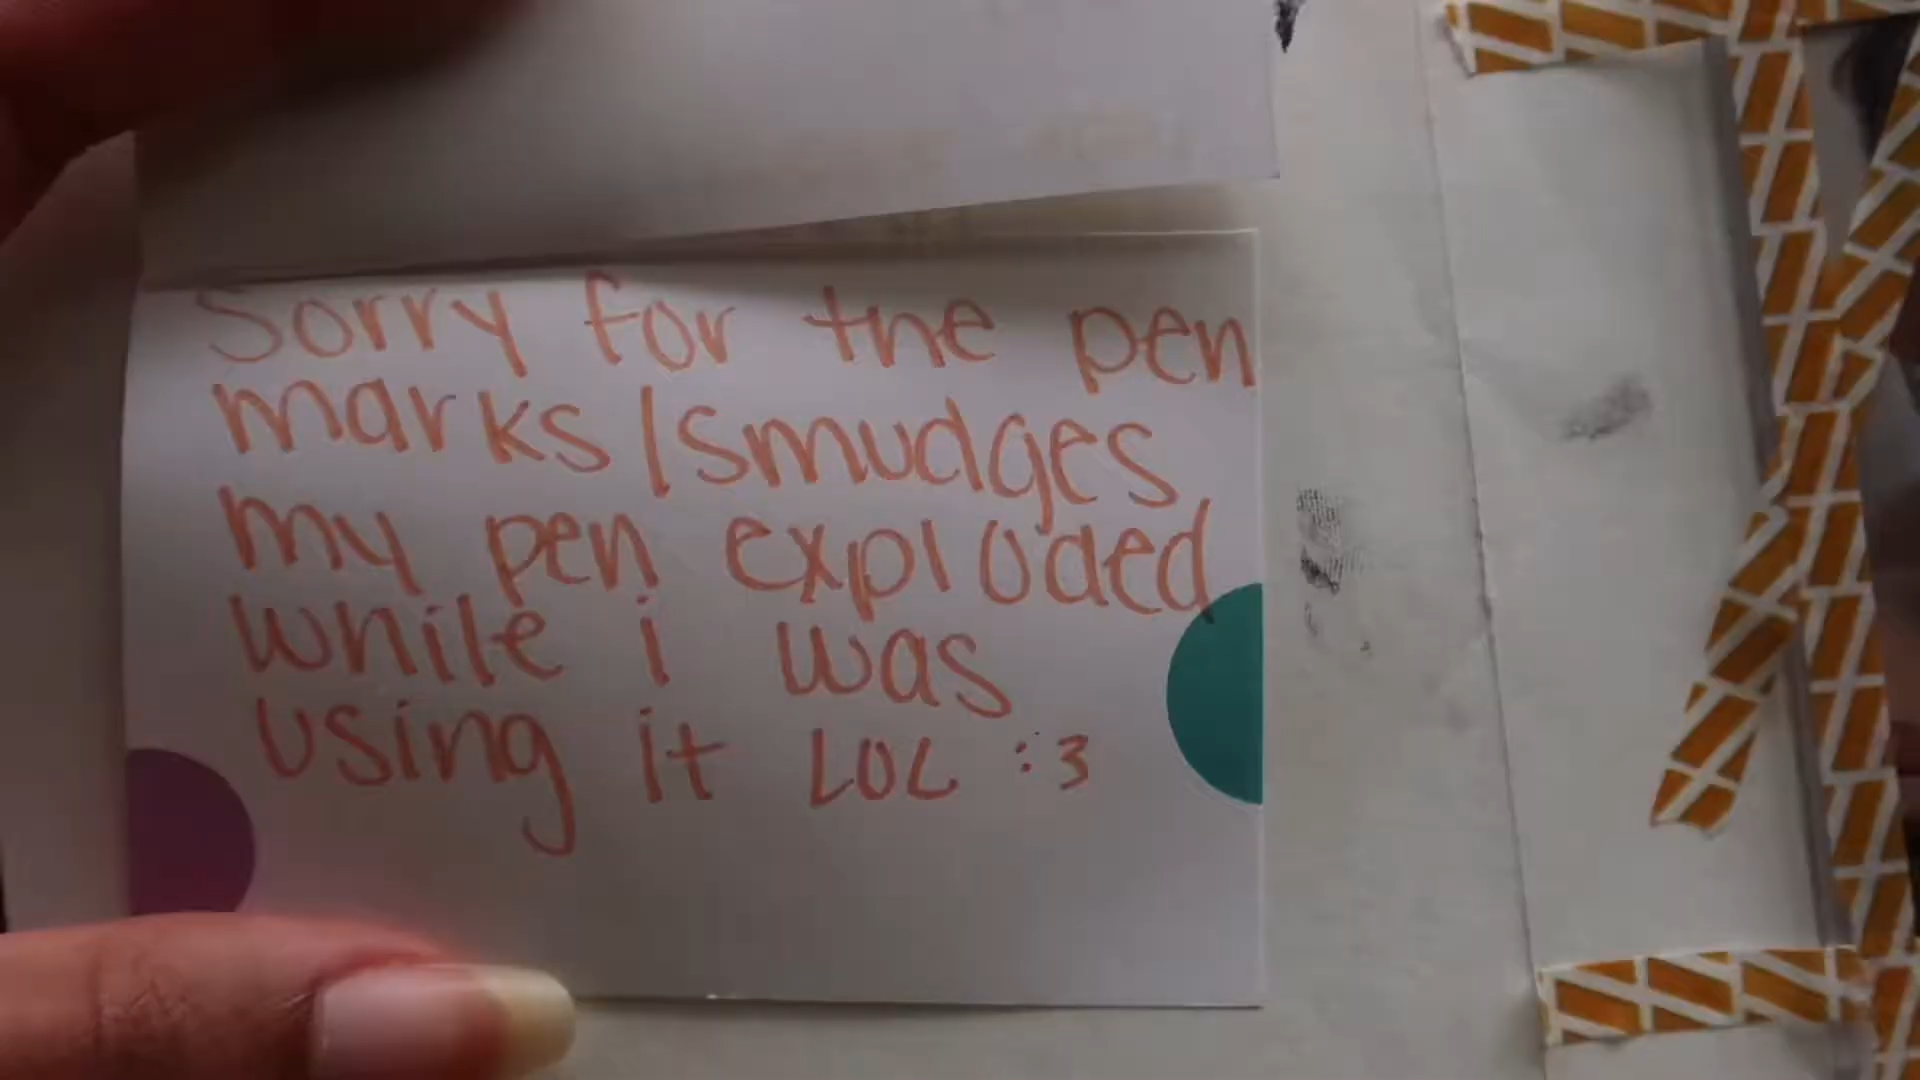 Sorry for the pen
marks/smudges
my pen exploded
while i was
using it LOL :3